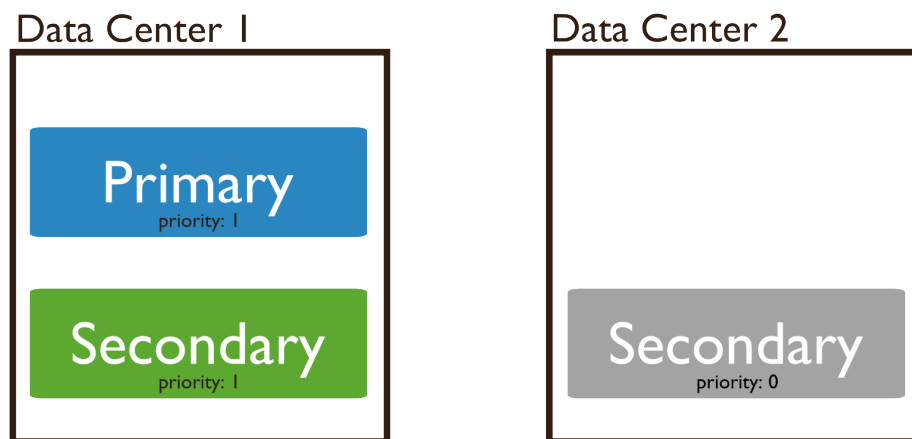 Data Center 1
Primary
priority: 1
Secondary
priority: 1
Data Center 2
Secondary
priority: 0